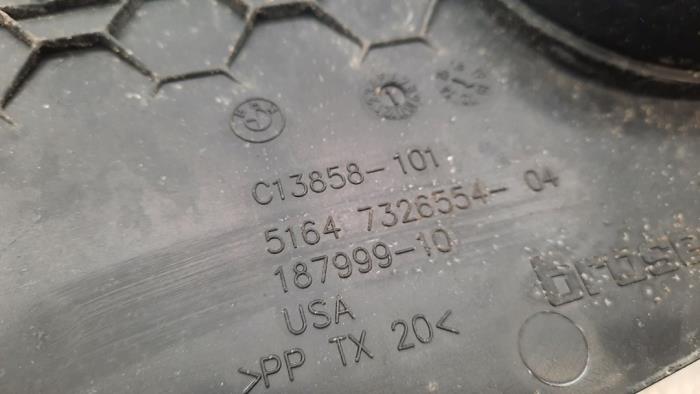 C13858-101
5164 7326554-04
187999-10
USA
>PP TX 20<